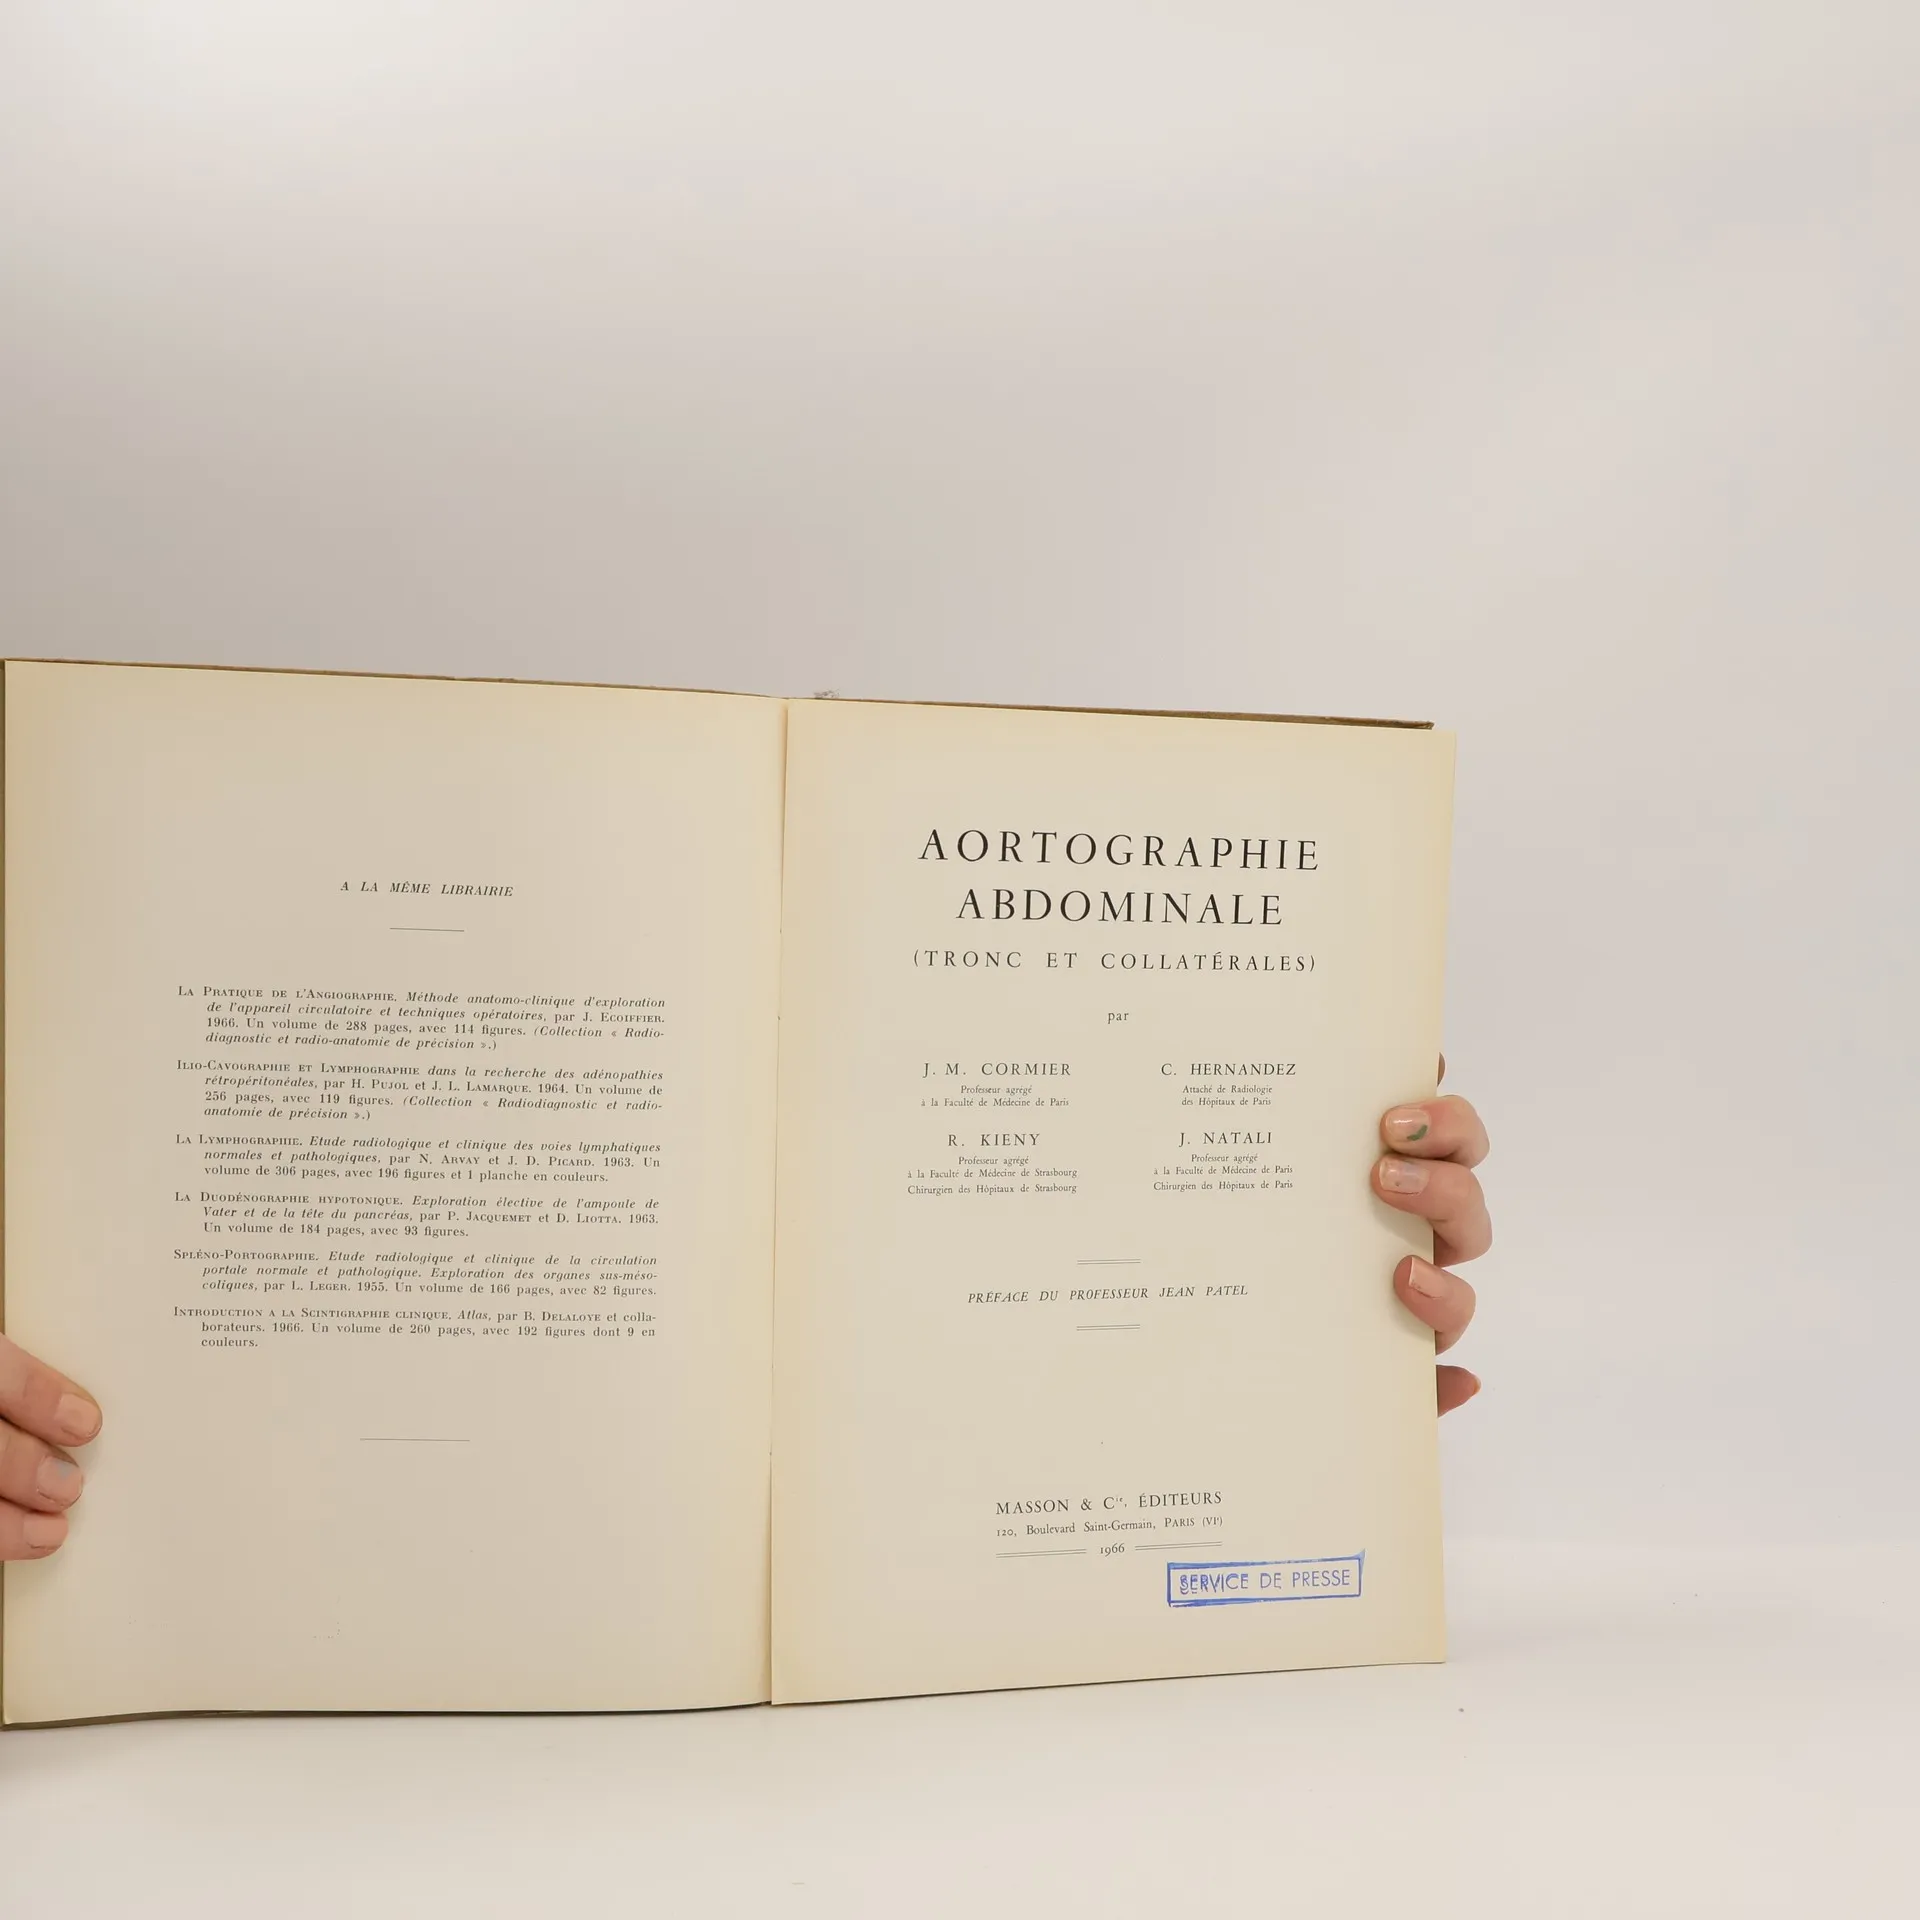 A LA MÊME LIBRAIRIE
LA PRATIQUE DE L'ANGIOGRAPHIE. Méthode anatomo-clinique d'exploration
de l'appareil circulatoire et techniques opératoires, par J. ECOIFFIER.
1966. Un volume de 288 pages, avec 114 figures. (Collection « Radio-
diagnostic et radio-anatomie de précision ».)
ILIO-CAVOGRAPHIE ET LYMPHOGRAPHIE dans la recherche des adénopathies
rétropéritonéales, par H. PUJOL et J. L. LAMARQUE. 1964. Un volume de
256 pages, avec 119 figures. (Collection « Radiodiagnostic et radio-
anatomie de précision ».)
LA LYMPHOGRAPHIE. Etude radiologique et clinique des voies lymphatiques
normales et pathologiques, par N. ARVAY et J. D. PICARD. 1963. Un
volume de 306 pages, avec 196 figures et 1 planche en couleurs.
LA DUODÉNOGRAPHIE HYPOTONIQUE. Exploration élective de l'ampoule de
Vater et de la tête du pancréas, par P. JACQUEMET et D. LIOTTA. 1963.
Un volume de 184 pages, avec 93 figures.
SPLÉNO-PORTOGRAPHIE. Etude radiologique et clinique de la circulation
portale normale et pathologique. Exploration des organes sus-méso-
coliques, par L. LEGER. 1955. Un volume de 166 pages, avec 82 figures.
INTRODUCTION A LA SCINTIGRAPHIE CLINIQUE, Atlas, par B. DELALOYE et colla-
borateurs. 1966. Un volume de 260 pages, avec 192 figures dont 9 en
couleurs.
AORTOGRAPHIE
ABDOMINALE
(TRONC ET COLLATÉRALES)
par
J. M. CORMIER
Professeur agrégé
à la Faculté de Médecine de Paris
C. HERNANDEZ
Attaché de Radiologie
des Hôpitaux de Paris
R. KIENY
Professeur agrégé
à la Faculté de Médecine de Strasbourg
Chirurgien des Hôpitaux de Strasbourg
J. NATALI
Professeur agrégé
à la Faculté de Médecine de Paris
Chirurgien des Hôpitaux de Paris
PRÉFACE DU PROFESSEUR JEAN PATEL
MASSON & Cie, ÉDITEURS
120, Boulevard Saint-Germain, PARIS (VIe)
1966
SERVICE DE PRESSE